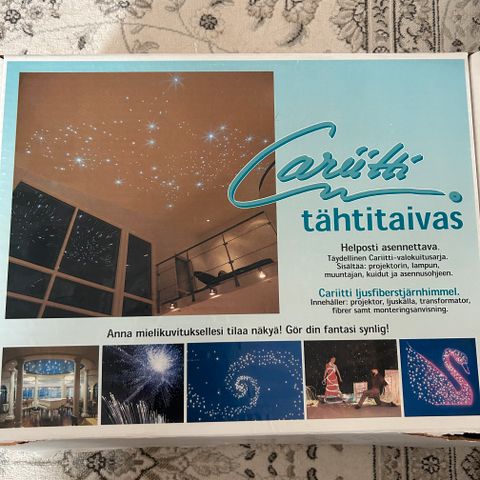 Cariitti
tähtitaivas
Helposti asennettava.
Täydellinen Cariitti-valokuitusarja.
Sisältää: projektorin, lampun,
muuntajan, kuidut ja asennusohjeen.
Cariitti ljusfiberstjärnhimmel.
Innehåller: projektor, ljuskälla, transformator,
fibrer samt monteringsanvisning.
Anna mielikuvituksellesi tilaa näkyä! Gör din fantasi synlig!